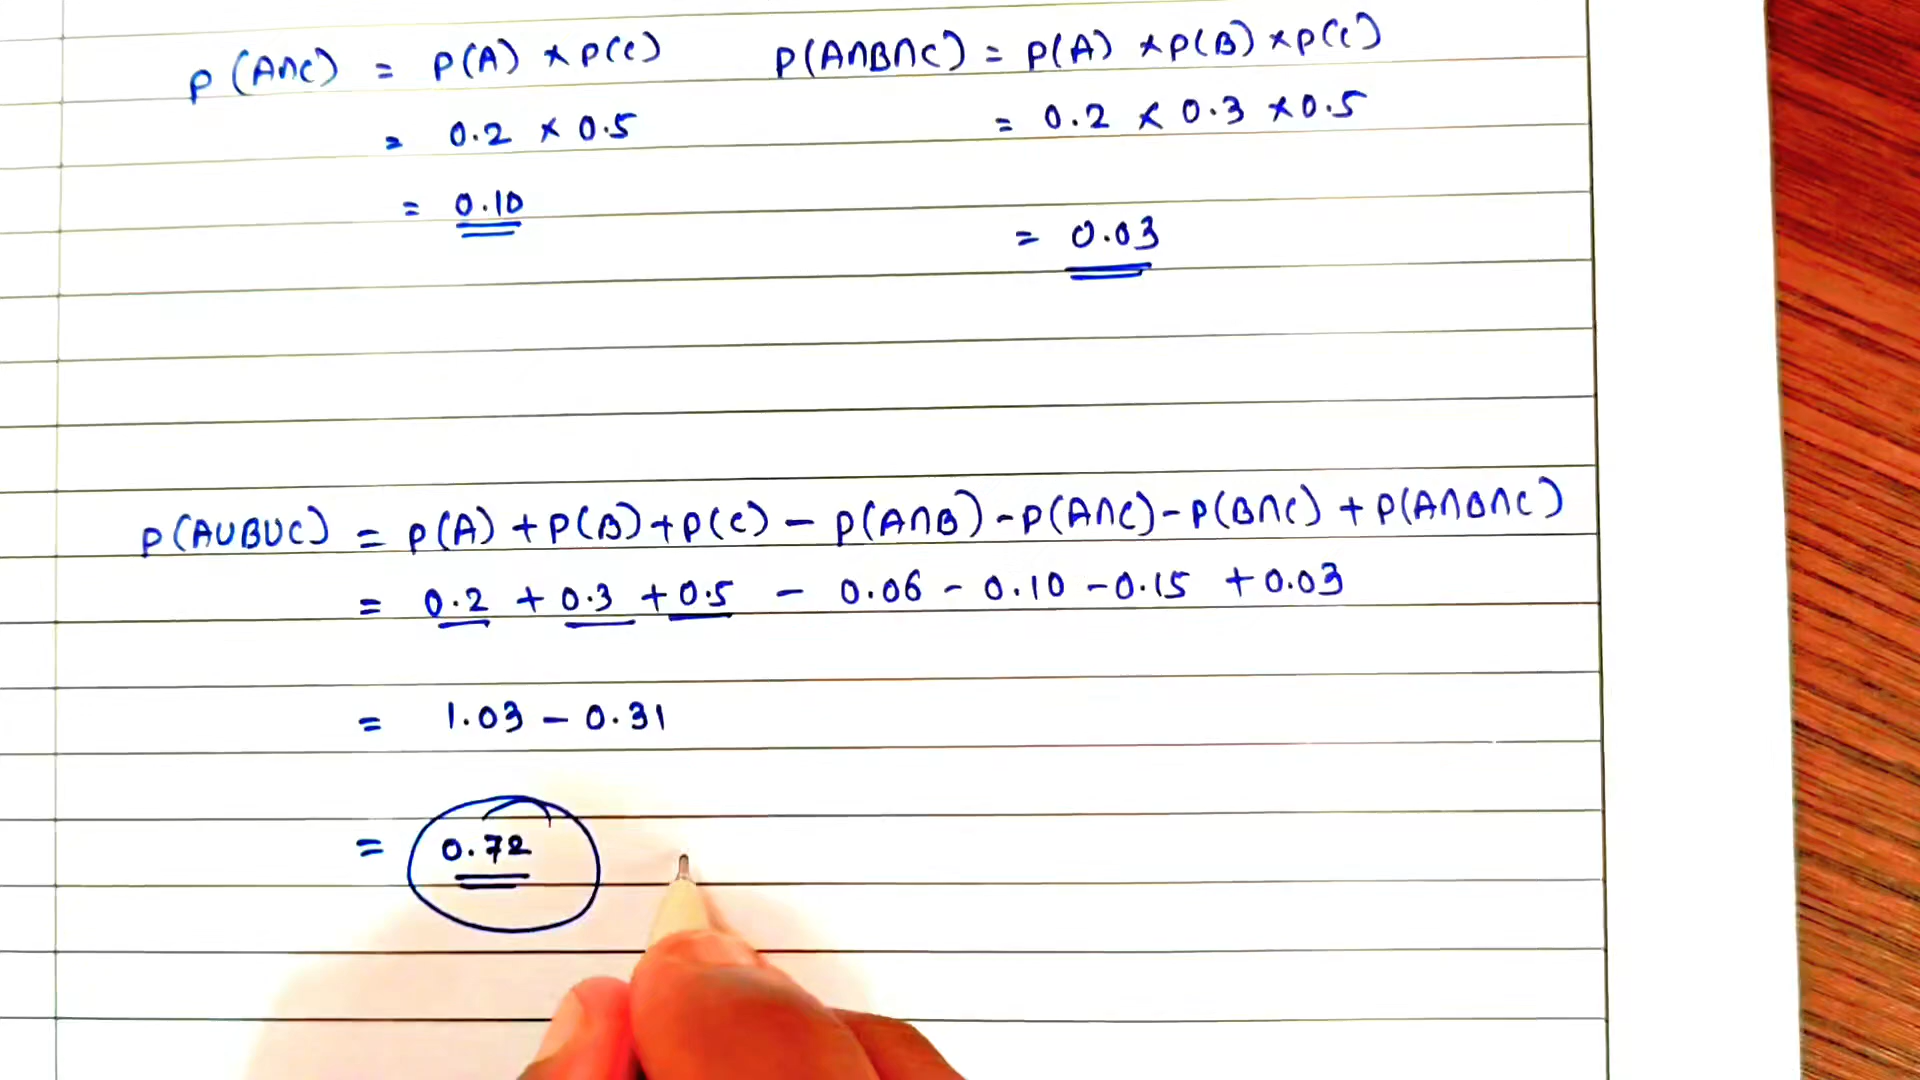 P(A∩C) = P(A) × P(C)
= 0.2 × 0.5
= 0.10
P(A∩B∩C) = P(A) × P(B) × P(C)
= 0.2 × 0.3 × 0.5
= 0.03
P(A∪B∪C) = P(A) + P(B) + P(C) - P(A∩B) - P(A∩C) - P(B∩C) + P(A∩B∩C)
= 0.2 + 0.3 + 0.5 - 0.06 - 0.10 - 0.15 + 0.03
= 1.03 - 0.31
= 0.72